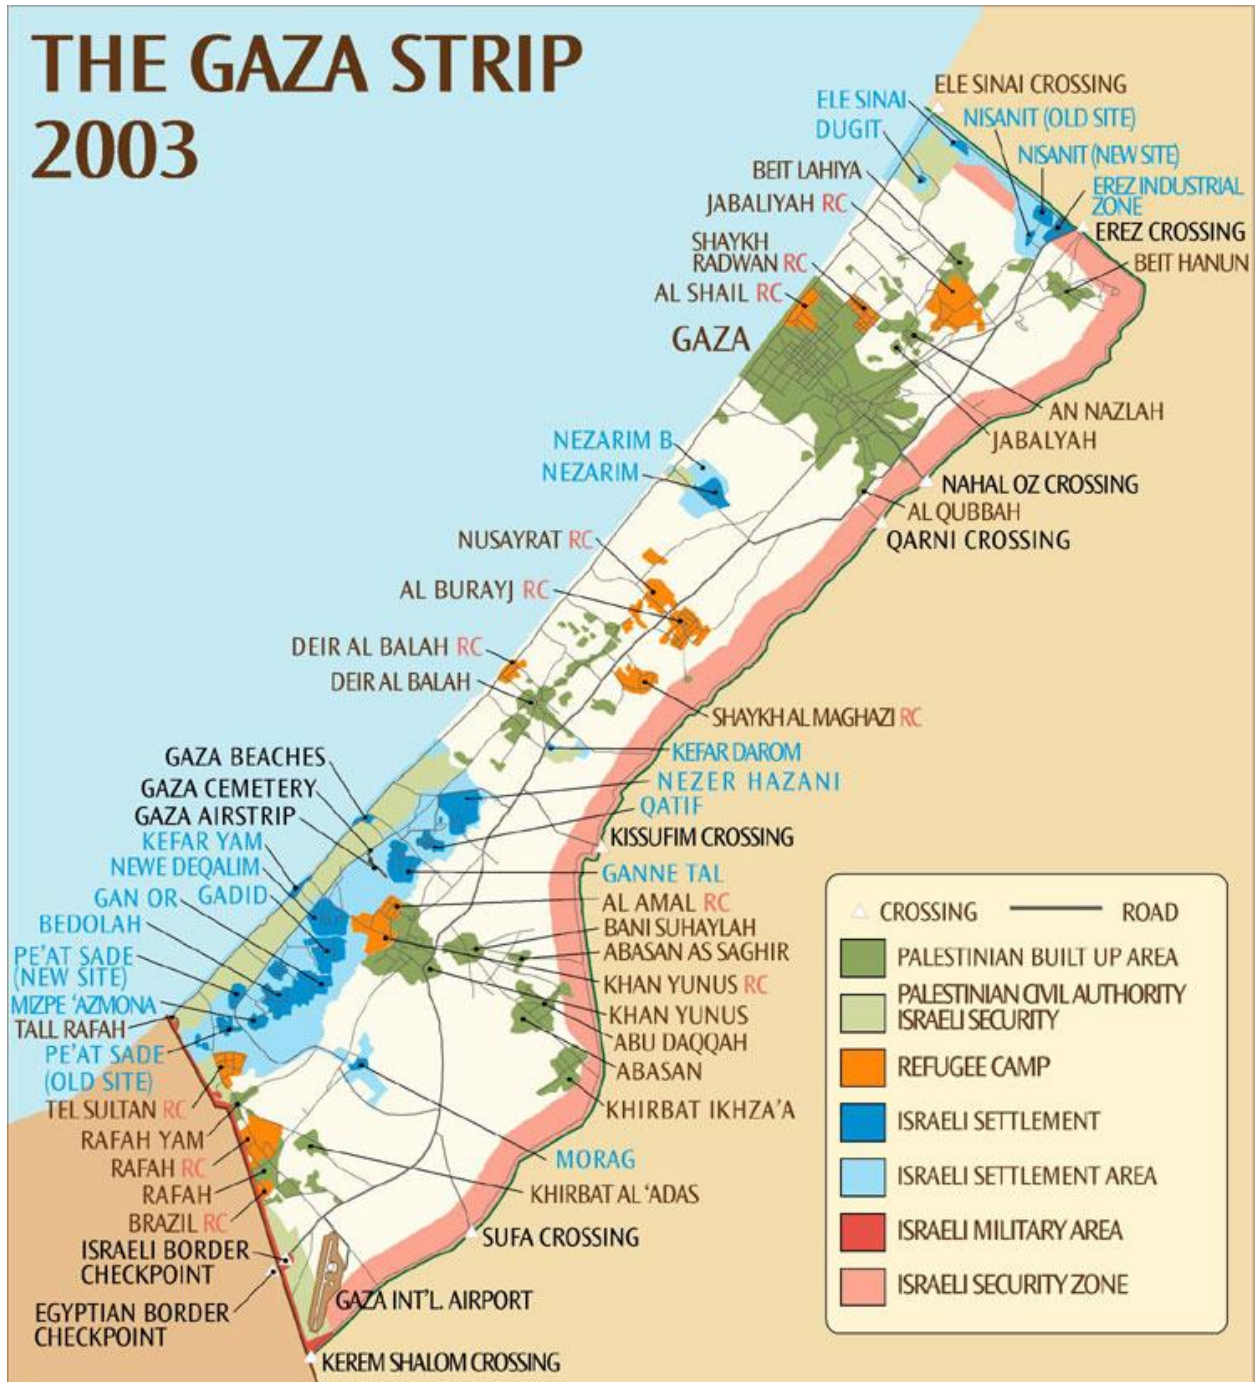 THE GAZA STRIP
2003
ELE SINAI CROSSING
ELE SINAI
NISANIT (OLD SITE)
DUGIT
NISANIT (NEW SITE)
BEIT LAHIYA
EREZ INDUSTRIAL
ZONE
JABALIYAH RC
EREZ CROSSING
SHAYKH
RADWAN RC
BEIT HANUN
AL SHAIL RC
GAZA
AN NAZLAH
JABALYAH
NEZARIM B
NEZARIM
NAHAL OZ CROSSING
AL QUBBAH
QARNI CROSSING
NUSAYRAT RC
AL BURAYJ RC
DEIR AL BALAH RC
DEIR AL BALAH
SHAYKH AL MAGHAZI RC
KEFAR DAROM
GAZA BEACHES
NEZER HAZANI
GAZA CEMETERY
QATIF
GAZA AIRSTRIP
KISSUFIM CROSSING
KEFAR YAM
NEWE DEQALIM
GANNE TAL
GAN OR
GADID
AL AMAL RC
BEDOLAH
BANI SUHAYLAH
PE'AT SADE
(NEW SITE)
ABASAN AS SAGHIR
KHAN YUNUS RC
MIZPE 'AZMONA
KHAN YUNUS
TALL RAFAH
ABU DAQQAH
PE'AT SADE
(OLD SITE)
ABASAN
TEL SULTAN RC
KHIRBAT IKHZA'A
RAFAH YAM
RAFAH RC
MORAG
RAFAH
KHIRBAT AL 'ADAS
BRAZIL RC
SUFA CROSSING
ISRAELI BORDER
CHECKPOINT
GAZA INT'L. AIRPORT
EGYPTIAN BORDER
CHECKPOINT
KEREM SHALOM CROSSING
CROSSING
ROAD
PALESTINIAN BUILT UP AREA
PALESTINIAN CIVIL AUTHORITY
ISRAELI SECURITY
REFUGEE CAMP
ISRAELI SETTLEMENT
ISRAELI SETTLEMENT AREA
ISRAELI MILITARY AREA
ISRAELI SECURITY ZONE